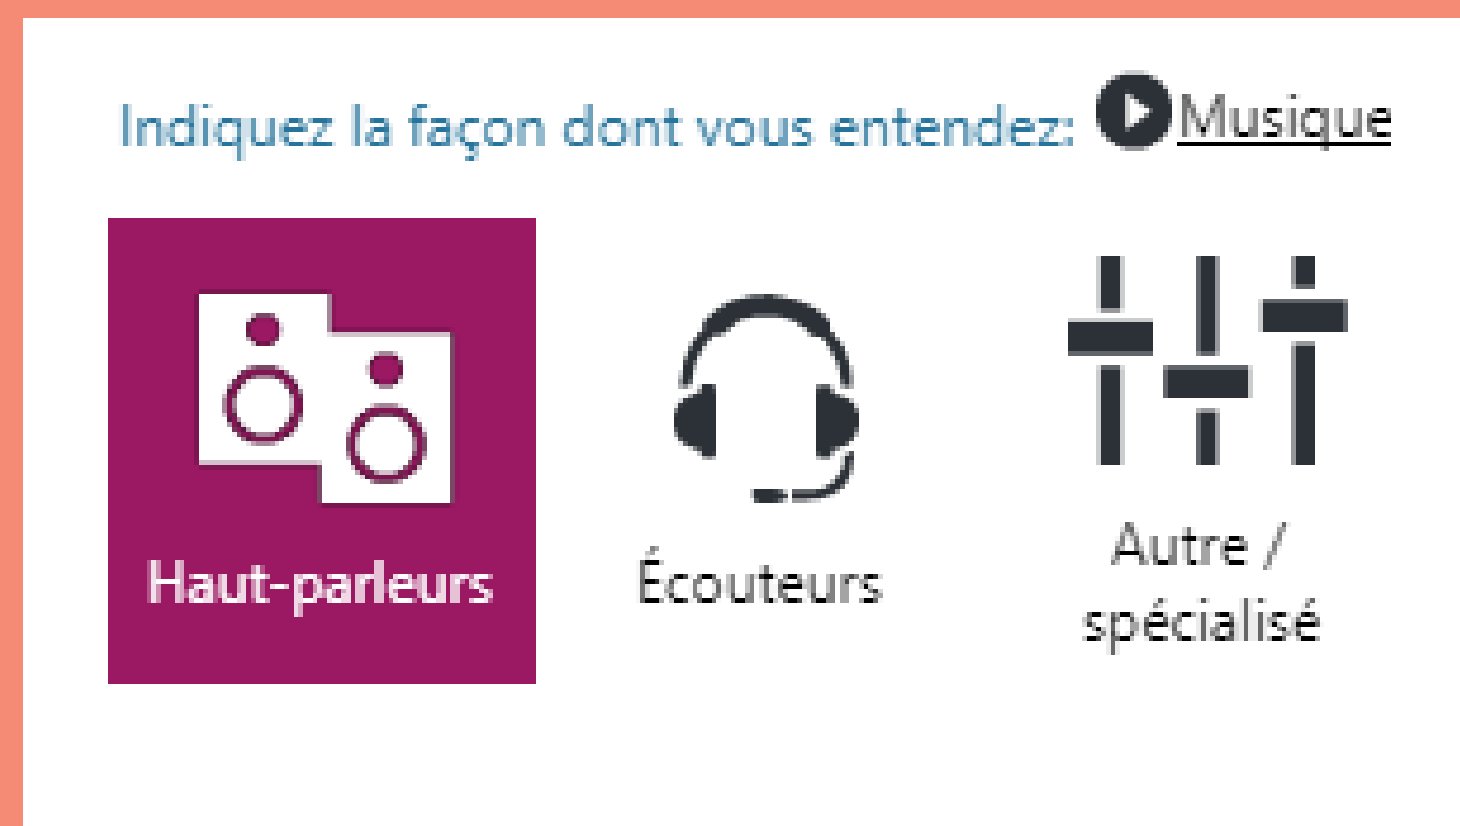 Indiquez la façon dont vous entendez: Musique
Haut-parleurs
Écouteurs
Autre /
spécialisé